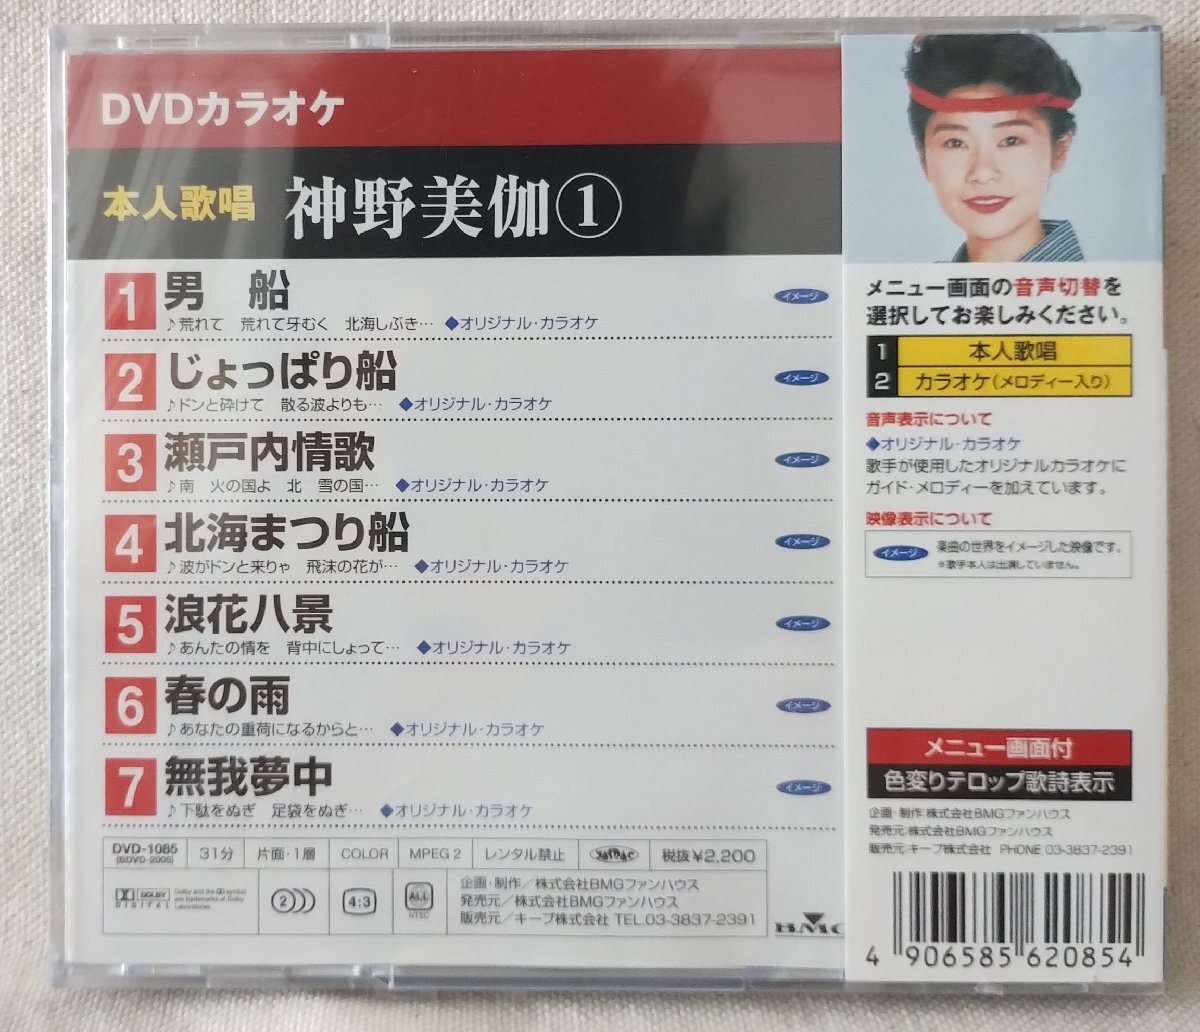 DVDカラオケ
本人歌唱 神野美伽①
1 男 船 イメージ
♪荒れて 荒れて牙むく 北海しぶき… ◆オリジナル・カラオケ
2 じょっぱり船 イメージ
♪ドンと砕けて 散る波よりも… ◆オリジナル・カラオケ
3 瀬戸内情歌 イメージ
♪南 火の国よ 北 雪の国… ◆オリジナル・カラオケ
4 北海まつり船 イメージ
♪波がドンと来りゃ 飛沫の花が… ◆オリジナル・カラオケ
5 浪花八景 イメージ
♪あんたの情を 背中にしょって… ◆オリジナル・カラオケ
6 春の雨 イメージ
♪あなたの重荷になるからと… ◆オリジナル・カラオケ
7 無我夢中 イメージ
♪下駄をぬぎ 足袋をぬぎ… ◆オリジナル・カラオケ
DVD-1085 31分 片面・1層 COLOR MPEG 2 レンタル禁止 税抜¥2,200
(BDVD-2005)
DOLBY
DIGITAL
Dolby and the DD symbol
are trademarks of Dolby
Laboratories
2
4:3
ALL
NTSC
企画・制作/株式会社BMGファンハウス
発売元/株式会社BMGファンハウス
販売元/キープ株式会社 TEL.03-3837-2391
BMG
メニュー画面の音声切替を
選択してお楽しみください。
1 本人歌唱
2 カラオケ(メロディー入り)
音声表示について
◆オリジナル・カラオケ
歌手が使用したオリジナルカラオケに
ガイド・メロディーを加えています。
映像表示について
イメージ 楽曲の世界をイメージした映像です。
※歌手本人は出演していません。
メニュー画面付
色変りテロップ歌詩表示
企画・制作:株式会社BMGファンハウス
発売元:株式会社BMGファンハウス
販売元:キープ株式会社 PHONE 03-3837-2391
4 906585 620854